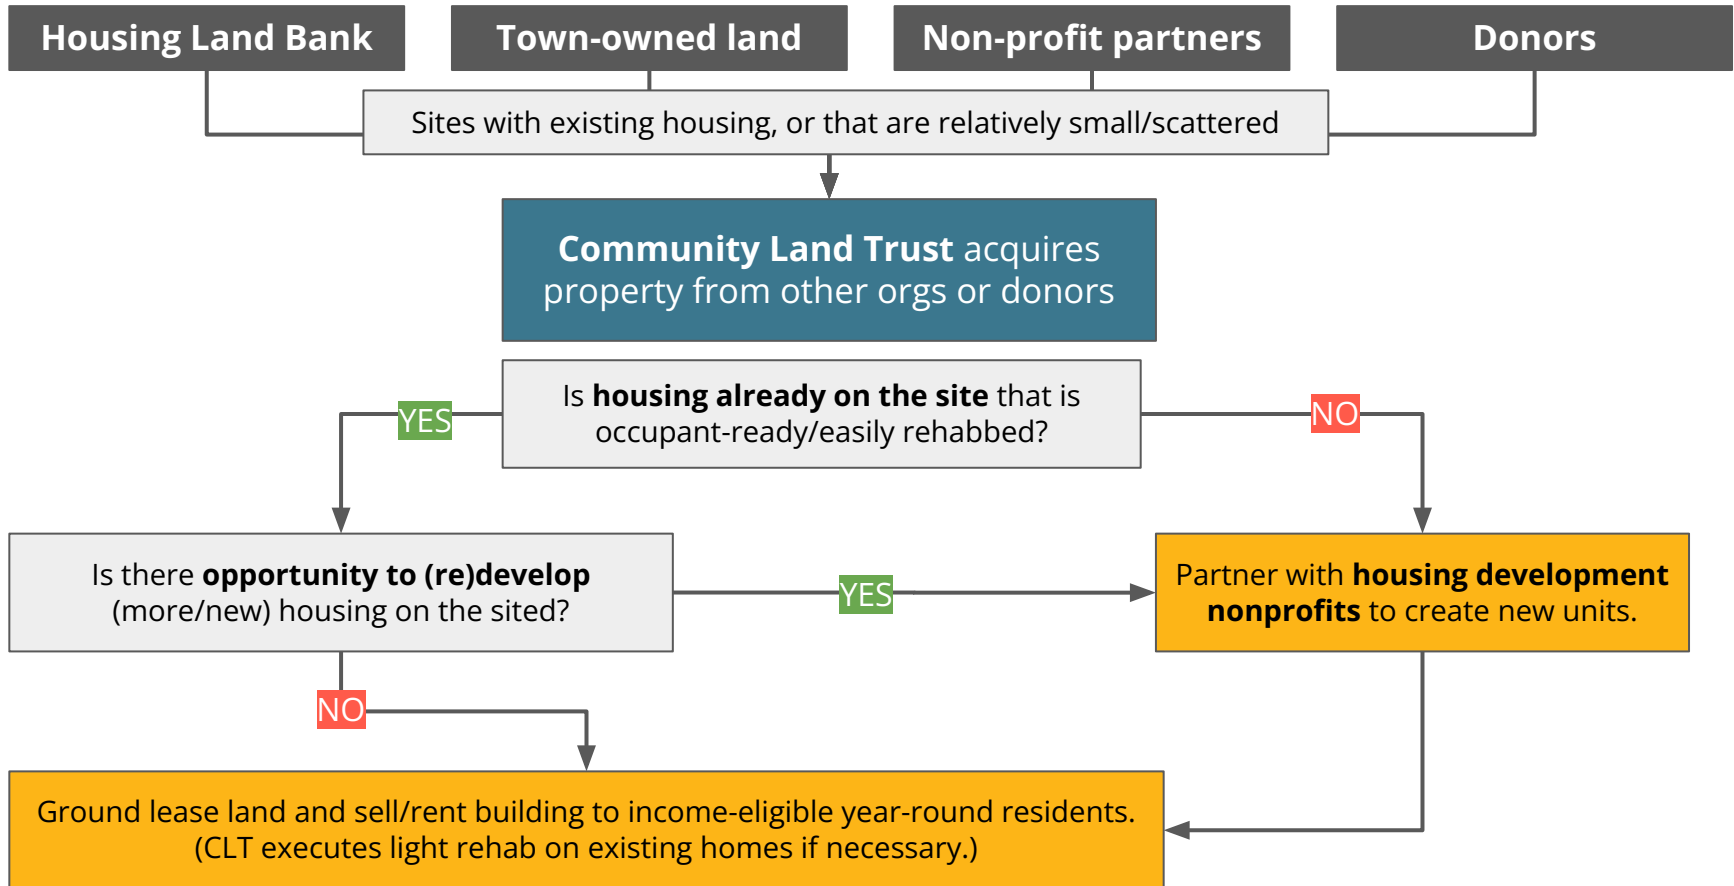 Housing Land Bank
Town-owned land
Non-profit partners
Donors
Sites with existing housing, or that are relatively small/scattered
Community Land Trust acquires
property from other orgs or donors
Is housing already on the site that is
occupant-ready/easily rehabbed?
YES
NO
Is there opportunity to (re)develop
(more/new) housing on the sited?
YES
Partner with housing development
nonprofits to create new units.
NO
Ground lease land and sell/rent building to income-eligible year-round residents.
(CLT executes light rehab on existing homes if necessary.)